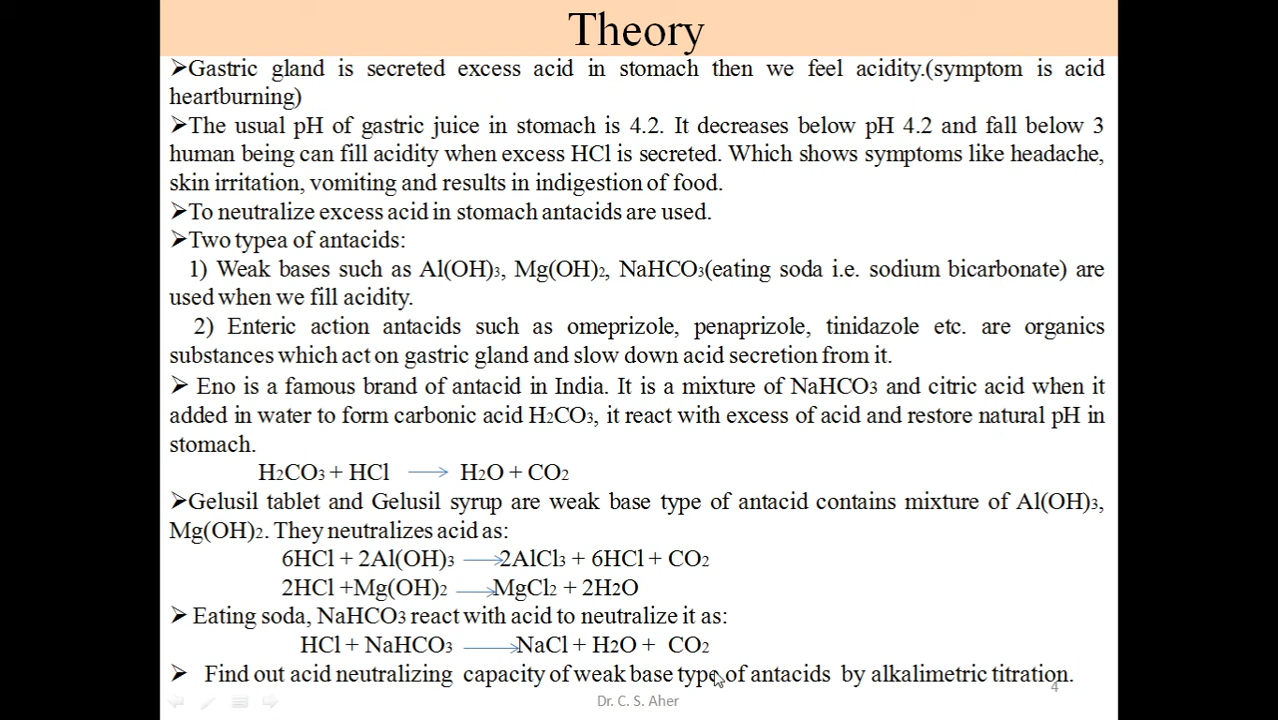 Theory
➢Gastric gland is secreted excess acid in stomach then we feel acidity.(symptom is acid
heartburning)
➢The usual pH of gastric juice in stomach is 4.2. It decreases below pH 4.2 and fall below 3
human being can fill acidity when excess HCl is secreted. Which shows symptoms like headache,
skin irritation, vomiting and results in indigestion of food.
➢To neutralize excess acid in stomach antacids are used.
➢Two typea of antacids:
1) Weak bases such as Al(OH)₃, Mg(OH)₂, NaHCO₃(eating soda i.e. sodium bicarbonate) are
used when we fill acidity.
2) Enteric action antacids such as omeprizole, penaprizole, tinidazole etc. are organics
substances which act on gastric gland and slow down acid secretion from it.
➢ Eno is a famous brand of antacid in India. It is a mixture of NaHCO₃ and citric acid when it
added in water to form carbonic acid H₂CO₃, it react with excess of acid and restore natural pH in
stomach.
H₂CO₃ + HCl ⟶ H₂O + CO₂
➢Gelusil tablet and Gelusil syrup are weak base type of antacid contains mixture of Al(OH)₃,
Mg(OH)₂. They neutralizes acid as:
6HCl + 2Al(OH)₃ ⟶ 2AlCl₃ + 6HCl + CO₂
2HCl +Mg(OH)₂ ⟶ MgCl₂ + 2H₂O
➢ Eating soda, NaHCO₃ react with acid to neutralize it as:
HCl + NaHCO₃ ⟶ NaCl + H₂O + CO₂
➢ Find out acid neutralizing capacity of weak base type of antacids by alkalimetric titration.
4
Dr. C. S. Aher